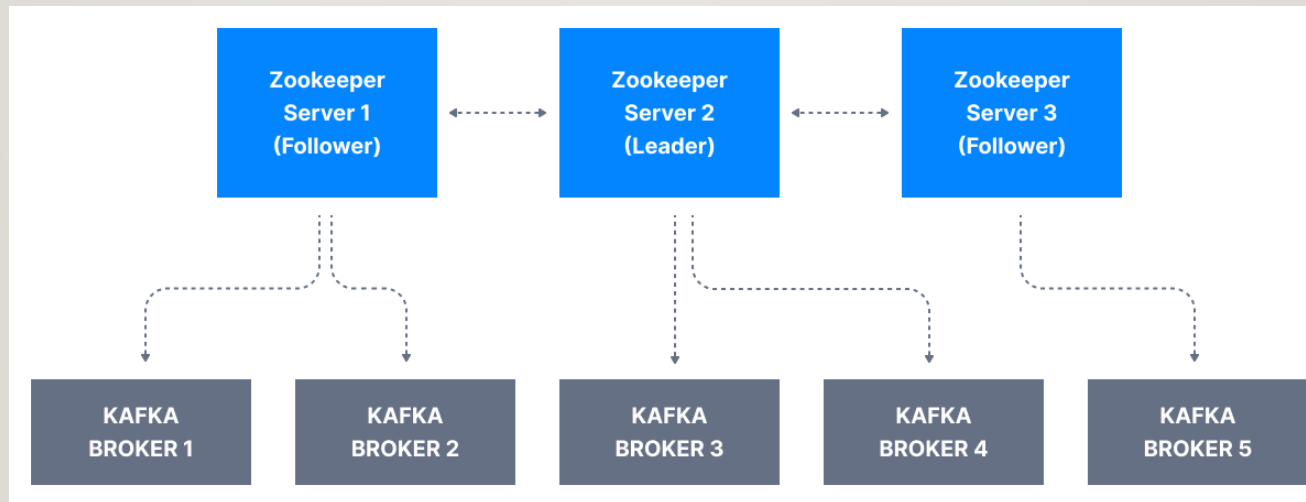 Zookeeper
Server 1
(Follower)
Zookeeper
Server 2
(Leader)
Zookeeper
Server 3
(Follower)
KAFKA
BROKER 1
KAFKA
BROKER 2
KAFKA
BROKER 3
KAFKA
BROKER 4
KAFKA
BROKER 5